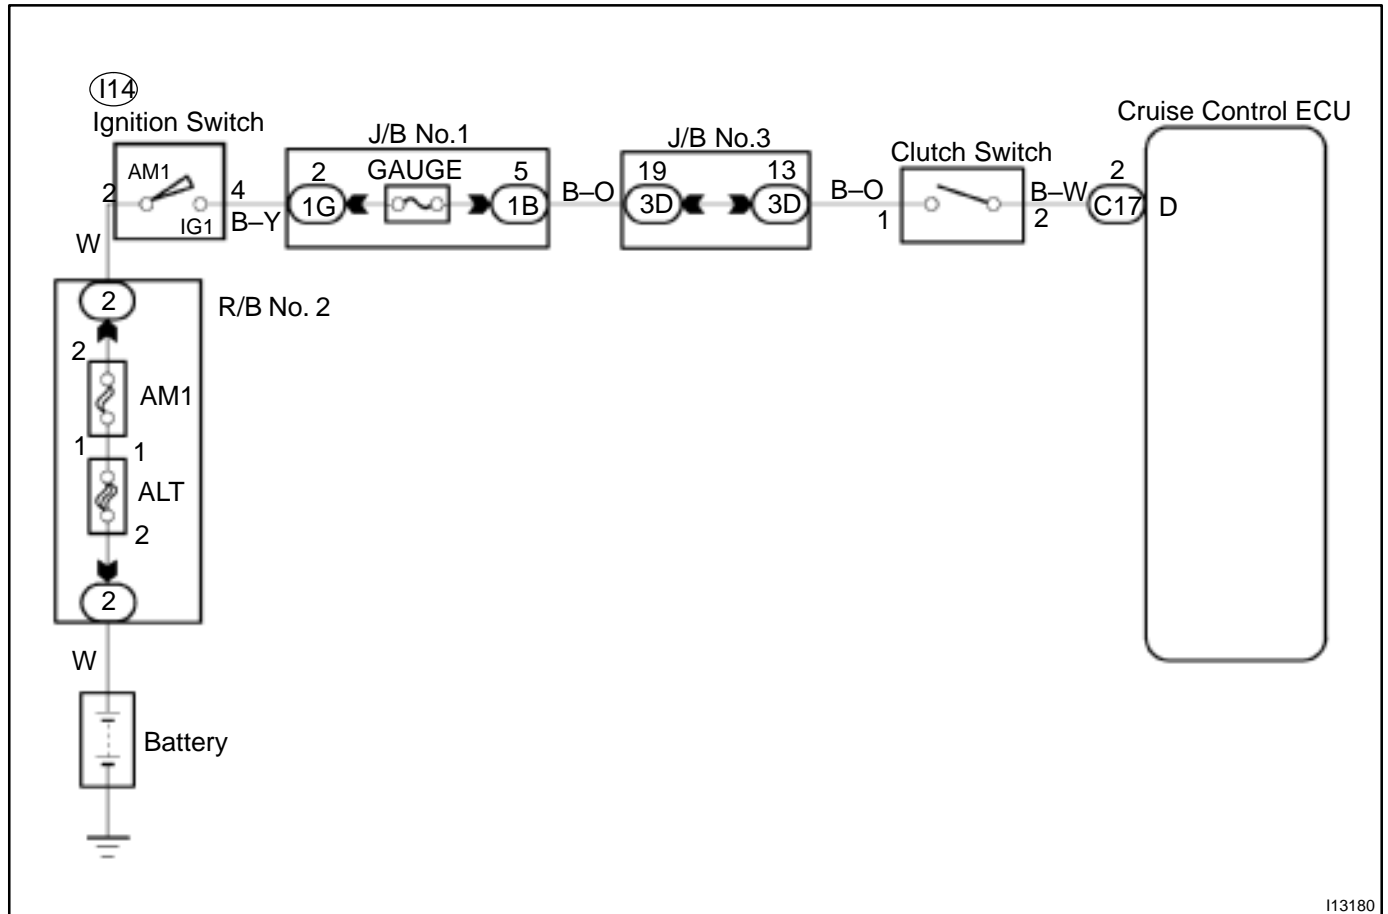 I14
Ignition Switch
AM1
2
4
IG1
B–Y
W
J/B No.1
GAUGE
2
5
1G
1B
B–O
J/B No.3
19
13
3D
3D
B–O
Clutch Switch
1
2
B–W
Cruise Control ECU
2
C17
D
R/B No. 2
2
2
AM1
1
1
ALT
2
2
W
Battery
I13180